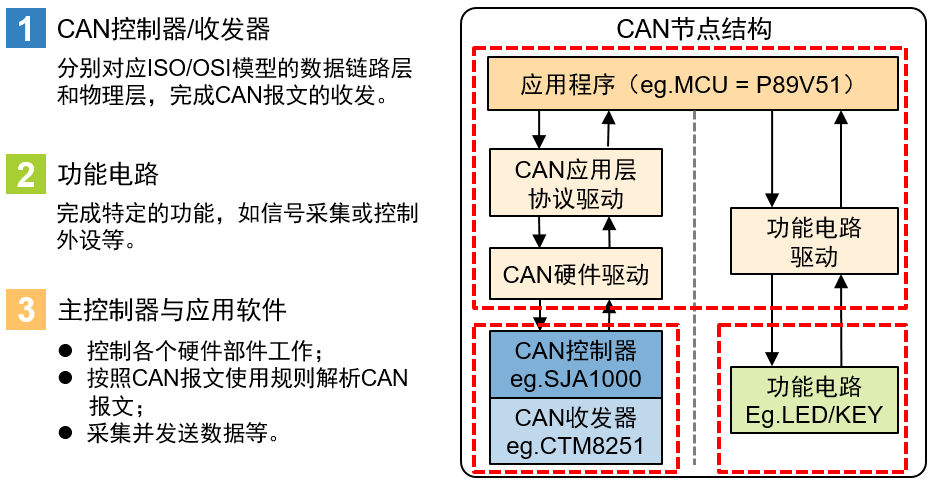 1 CAN控制器/收发器
分别对应ISO/OSI模型的数据链路层
和物理层，完成CAN报文的收发。
2 功能电路
完成特定的功能，如信号采集或控制
外设等。
3 主控制器与应用软件
● 控制各个硬件部件工作；
● 按照CAN报文使用规则解析CAN
报文；
● 采集并发送数据等。
CAN节点结构
应用程序（eg.MCU = P89V51）
CAN应用层
协议驱动
CAN硬件驱动
CAN控制器
eg.SJA1000
CAN收发器
eg.CTM8251
功能电路
驱动
功能电路
Eg.LED/KEY